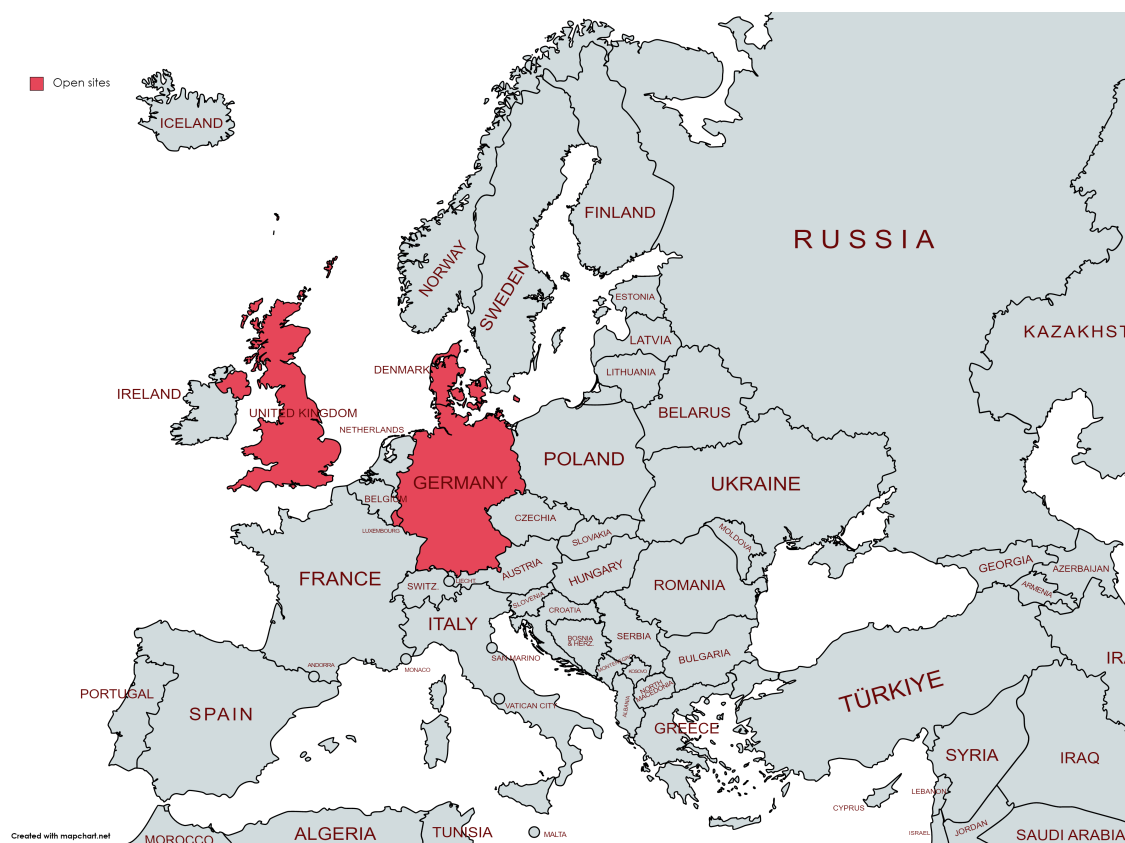 Open sites
ICELAND
FINLAND
RUSSIA
NORWAY
SWEDEN
ESTONIA
KAZAKHST
LATVIA
DENMARK
LITHUANIA
IRELAND
UNITED KINGDOM
BELARUS
NETHERLANDS
POLAND
GERMANY
UKRAINE
BELGIUM
CZECHIA
LUXEMBOURG
SLOVAKIA
MOLDOVA
FRANCE
AUSTRIA
HUNGARY
GEORGIA
AZERBAIJAN
SWITZ.
LIECHT.
ROMANIA
ARMENIA
SLOVENIA
CROATIA
ITALY
BOSNIA
& HERZ.
SERBIA
SAN MARINO
BULGARIA
IRA
ANDORRA
MONACO
MONTENEGRO
KOSOVO
PORTUGAL
NORTH
MACEDONIA
TÜRKIYE
SPAIN
VATICAN CITY
ALBANIA
GREECE
SYRIA
IRAQ
LEBANON
CYPRUS
Created with mapchart.net
MOROCCO
ALGERIA
TUNISIA
MALTA
ISRAEL
JORDAN
SAUDI ARABIA